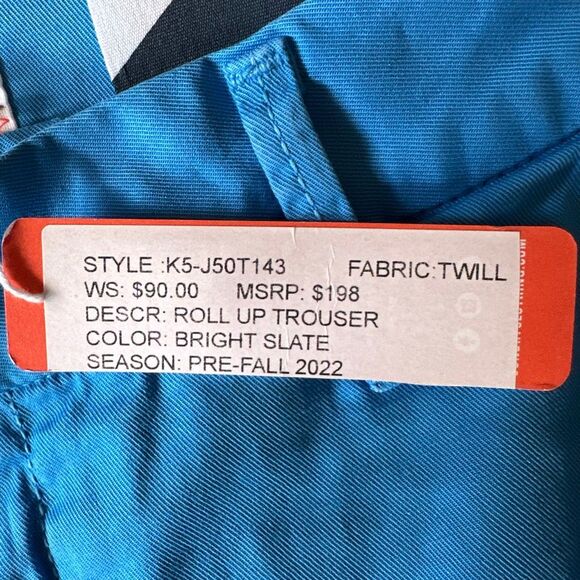 STYLE :K5-J50T143 FABRIC:TWILL
WS: $90.00 MSRP: $198
DESCR: ROLL UP TROUSER
COLOR: BRIGHT SLATE
SEASON: PRE-FALL 2022